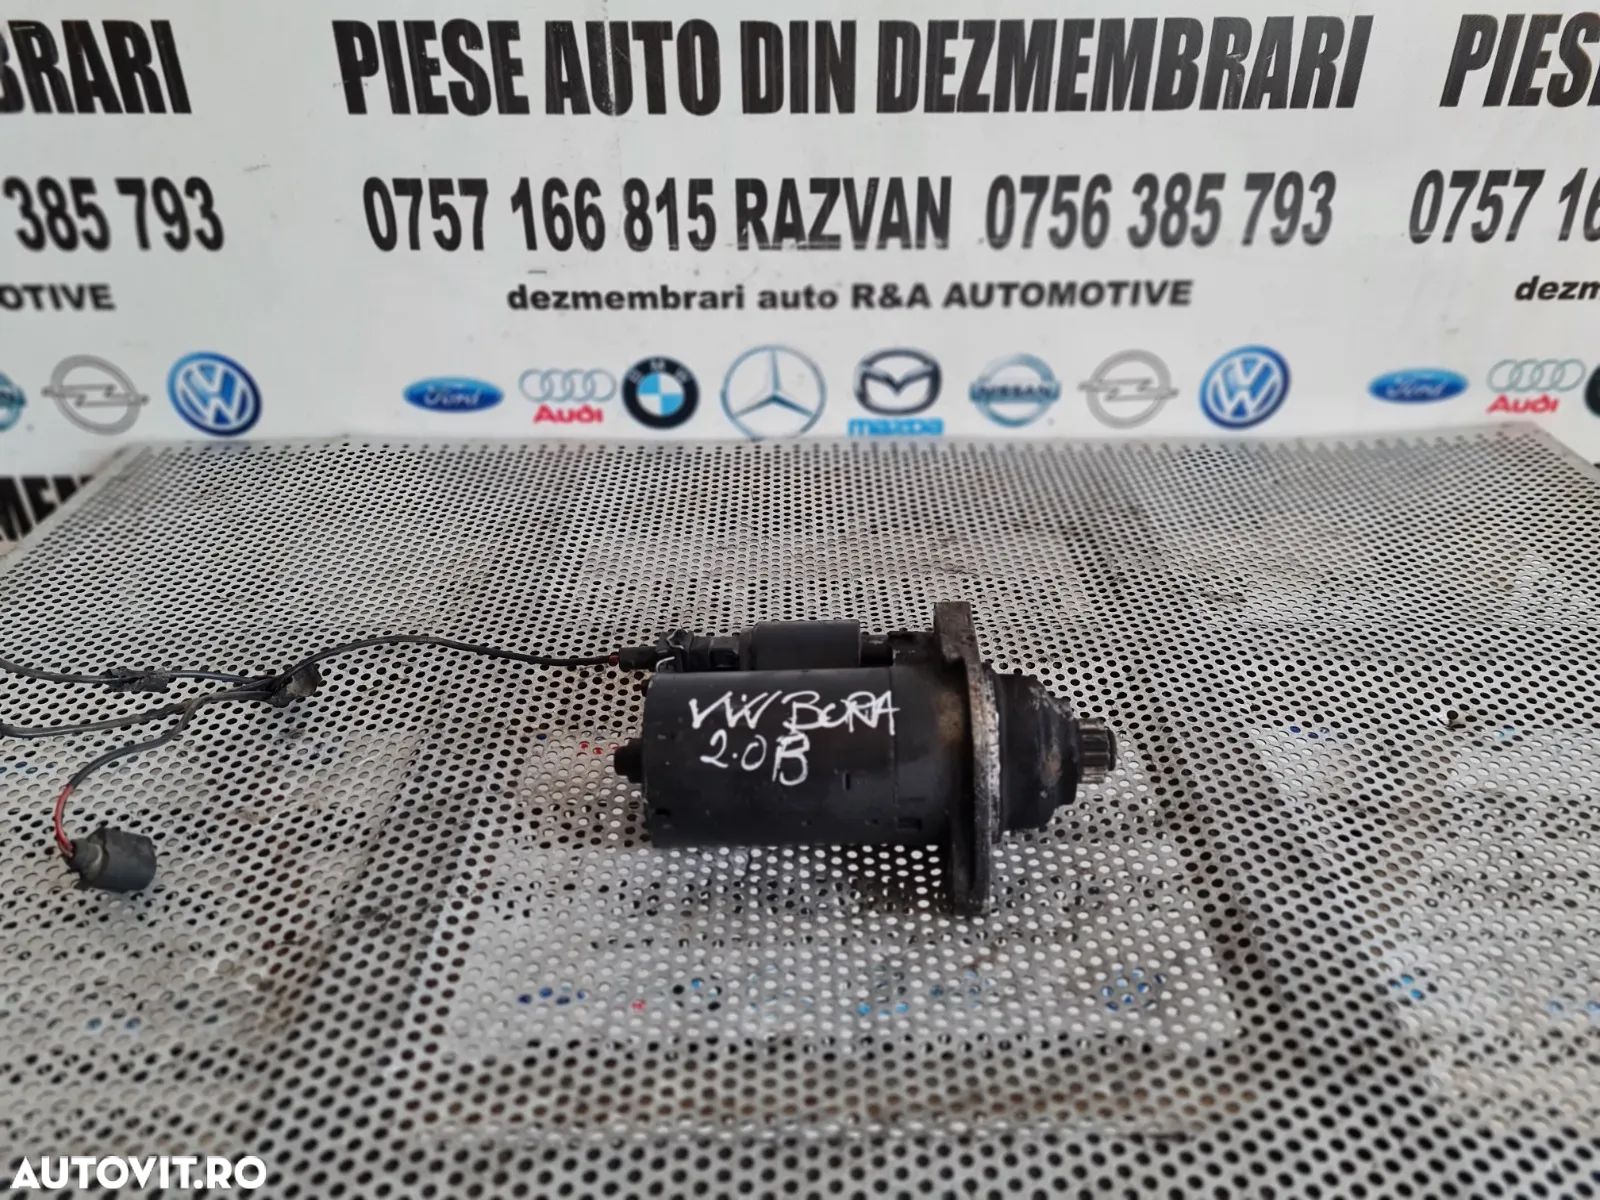 BRARI PIESE AUTO DIN DEZMEMBRARI PIES
385 793 0757 166 815 RAZVAN 0756 385 793 0757 16
OTIVE dezmembrari auto R&A AUTOMOTIVE dezm
Ford Audi BMW mazda NISSAN Ford Audi
VW BORA
2.0B
AUTOVIT.RO